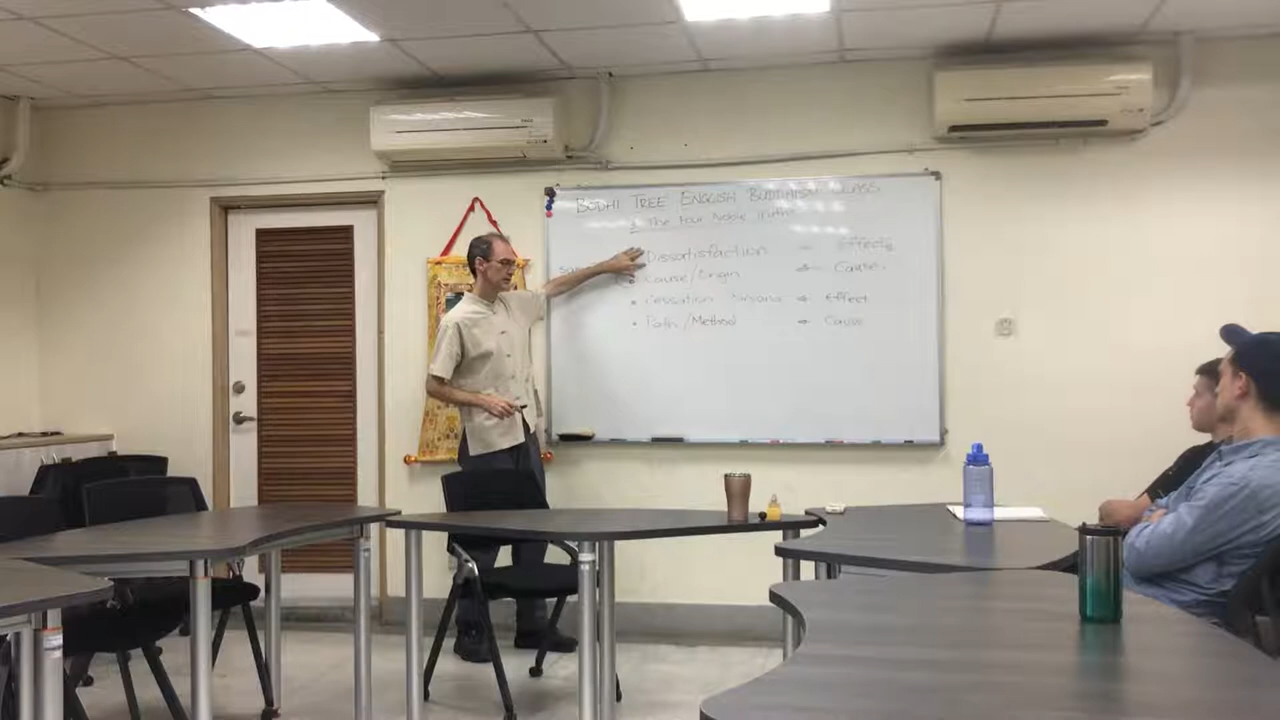 BODHI TREE ENGLISH BUDDHISM CLASS
The Four Noble Truths
Dissatisfaction - Effects
Cause/Origin ← Cause
Cessation Nirvana ← Effect
Path/Method ← Cause